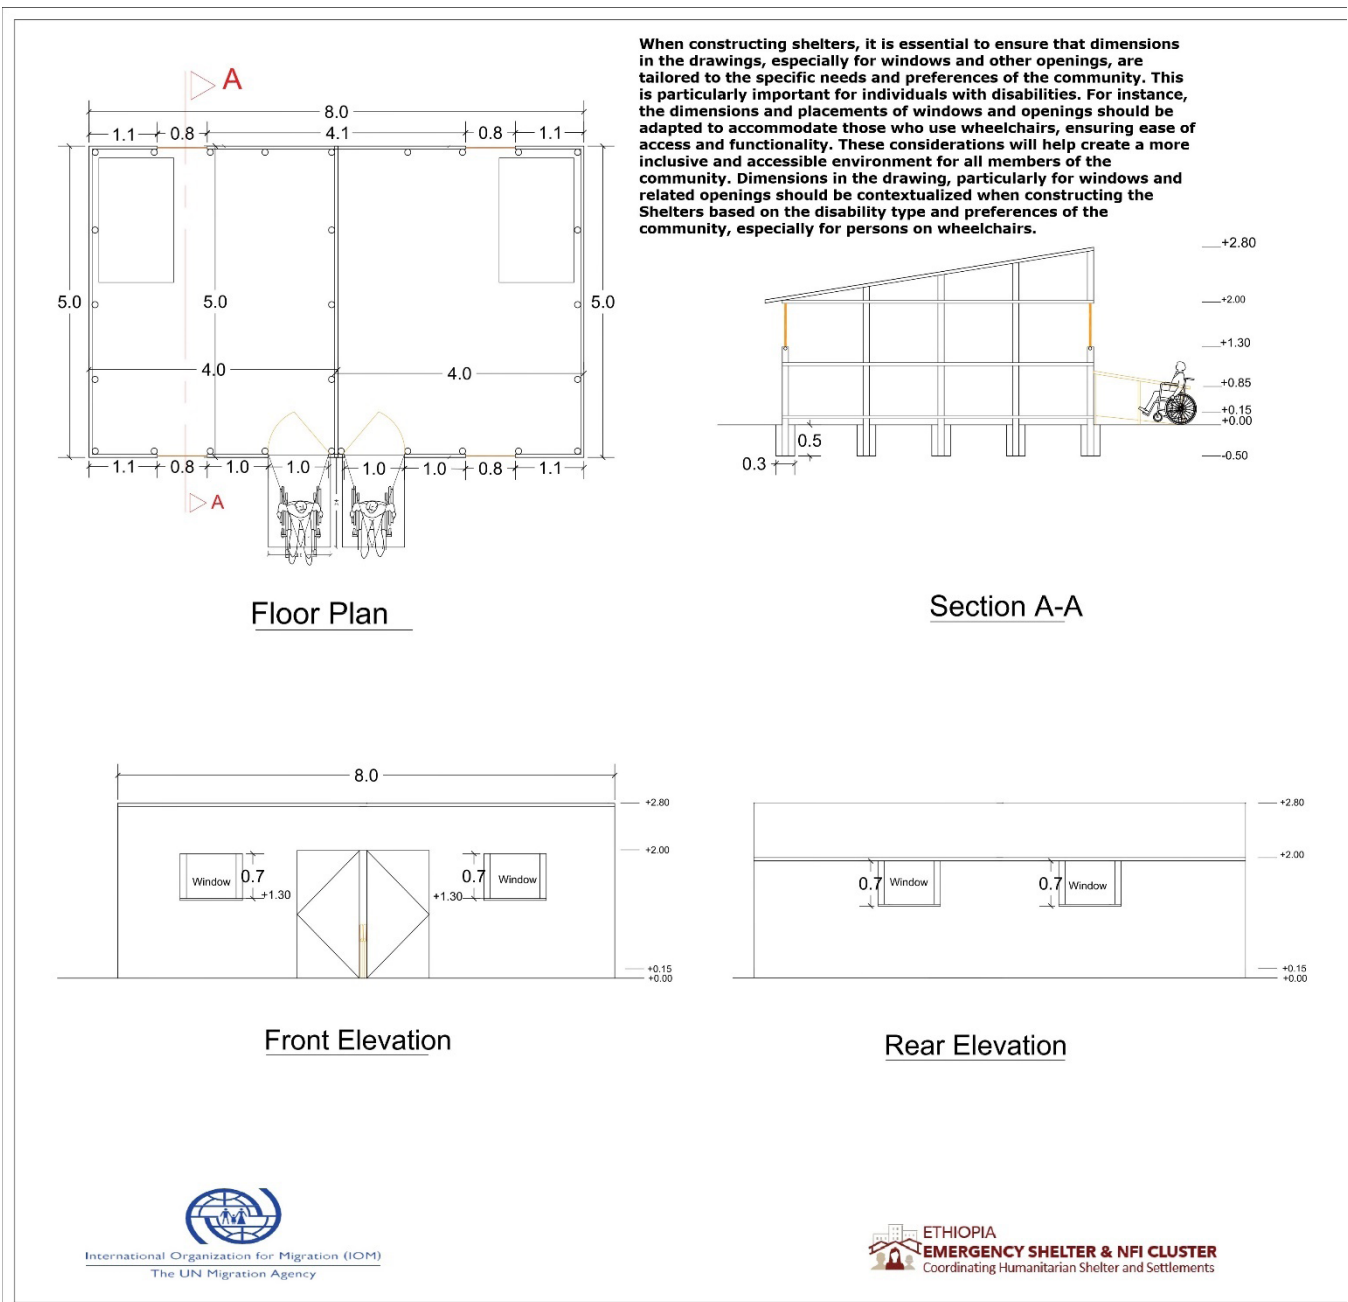 When constructing shelters, it is essential to ensure that dimensions
in the drawings, especially for windows and other openings, are
tailored to the specific needs and preferences of the community. This
is particularly important for individuals with disabilities. For instance,
the dimensions and placements of windows and openings should be
adapted to accommodate those who use wheelchairs, ensuring ease of
access and functionality. These considerations will help create a more
inclusive and accessible environment for all members of the
community. Dimensions in the drawing, particularly for windows and
related openings should be contextualized when constructing the
Shelters based on the disability type and preferences of the
community, especially for persons on wheelchairs.
A
8.0
1.1 0.8 4.1 0.8 1.1
5.0 5.0 5.0
4.0 4.0
1.1 0.8 1.0 1.0 1.0 1.0 0.8 1.1
A
Floor Plan
+2.80
+2.00
+1.30
+0.85
+0.15
+0.00
-0.50
0.5
0.3
Section A-A
8.0
+2.80
+2.00
Window 0.7 +1.30
+1.30 0.7 Window
+0.15
+0.00
Front Elevation
+2.80
+2.00
0.7 Window 0.7 Window
+0.15
+0.00
Rear Elevation
International Organization for Migration (IOM)
The UN Migration Agency
ETHIOPIA
EMERGENCY SHELTER & NFI CLUSTER
Coordinating Humanitarian Shelter and Settlements